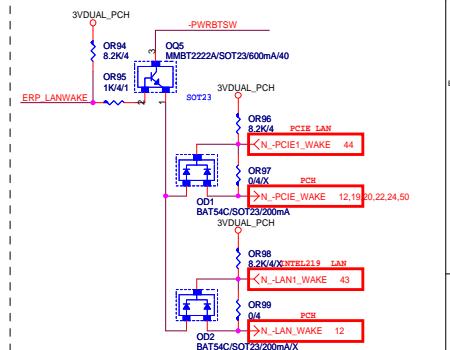 3VDUAL_PCH
-PWRBTSW
OR94
8.2K/4
OQ5
MMBT2222A/SOT23/600mA/40
3
OR95
1K/4/1
ERP_LANWAKE
2
1
SOT23
3VDUAL_PCH
OR96
8.2K/4
PCIE LAN
N_-PCIE1_WAKE 44
OR97
0/4/X
PCH
N_-PCIE_WAKE 12,19,20,22,24,50
OD1
BAT54C/SOT23/200mA
3VDUAL_PCH
OR98
8.2K/4/X
INTEL219 LAN
N_-LAN1_WAKE 43
OR99
0/4
PCH
N_-LAN_WAKE 12
OD2
BAT54C/SOT23/200mA/X